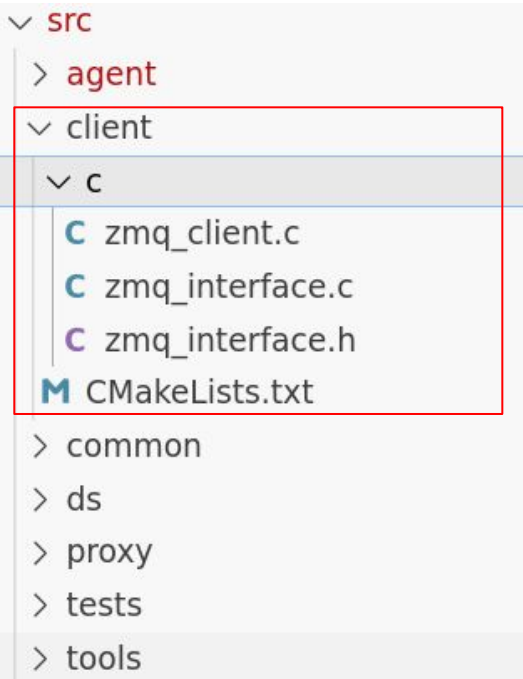 src
agent
client
c
C zmq_client.c
C zmq_interface.c
C zmq_interface.h
M CMakeLists.txt
common
ds
proxy
tests
tools